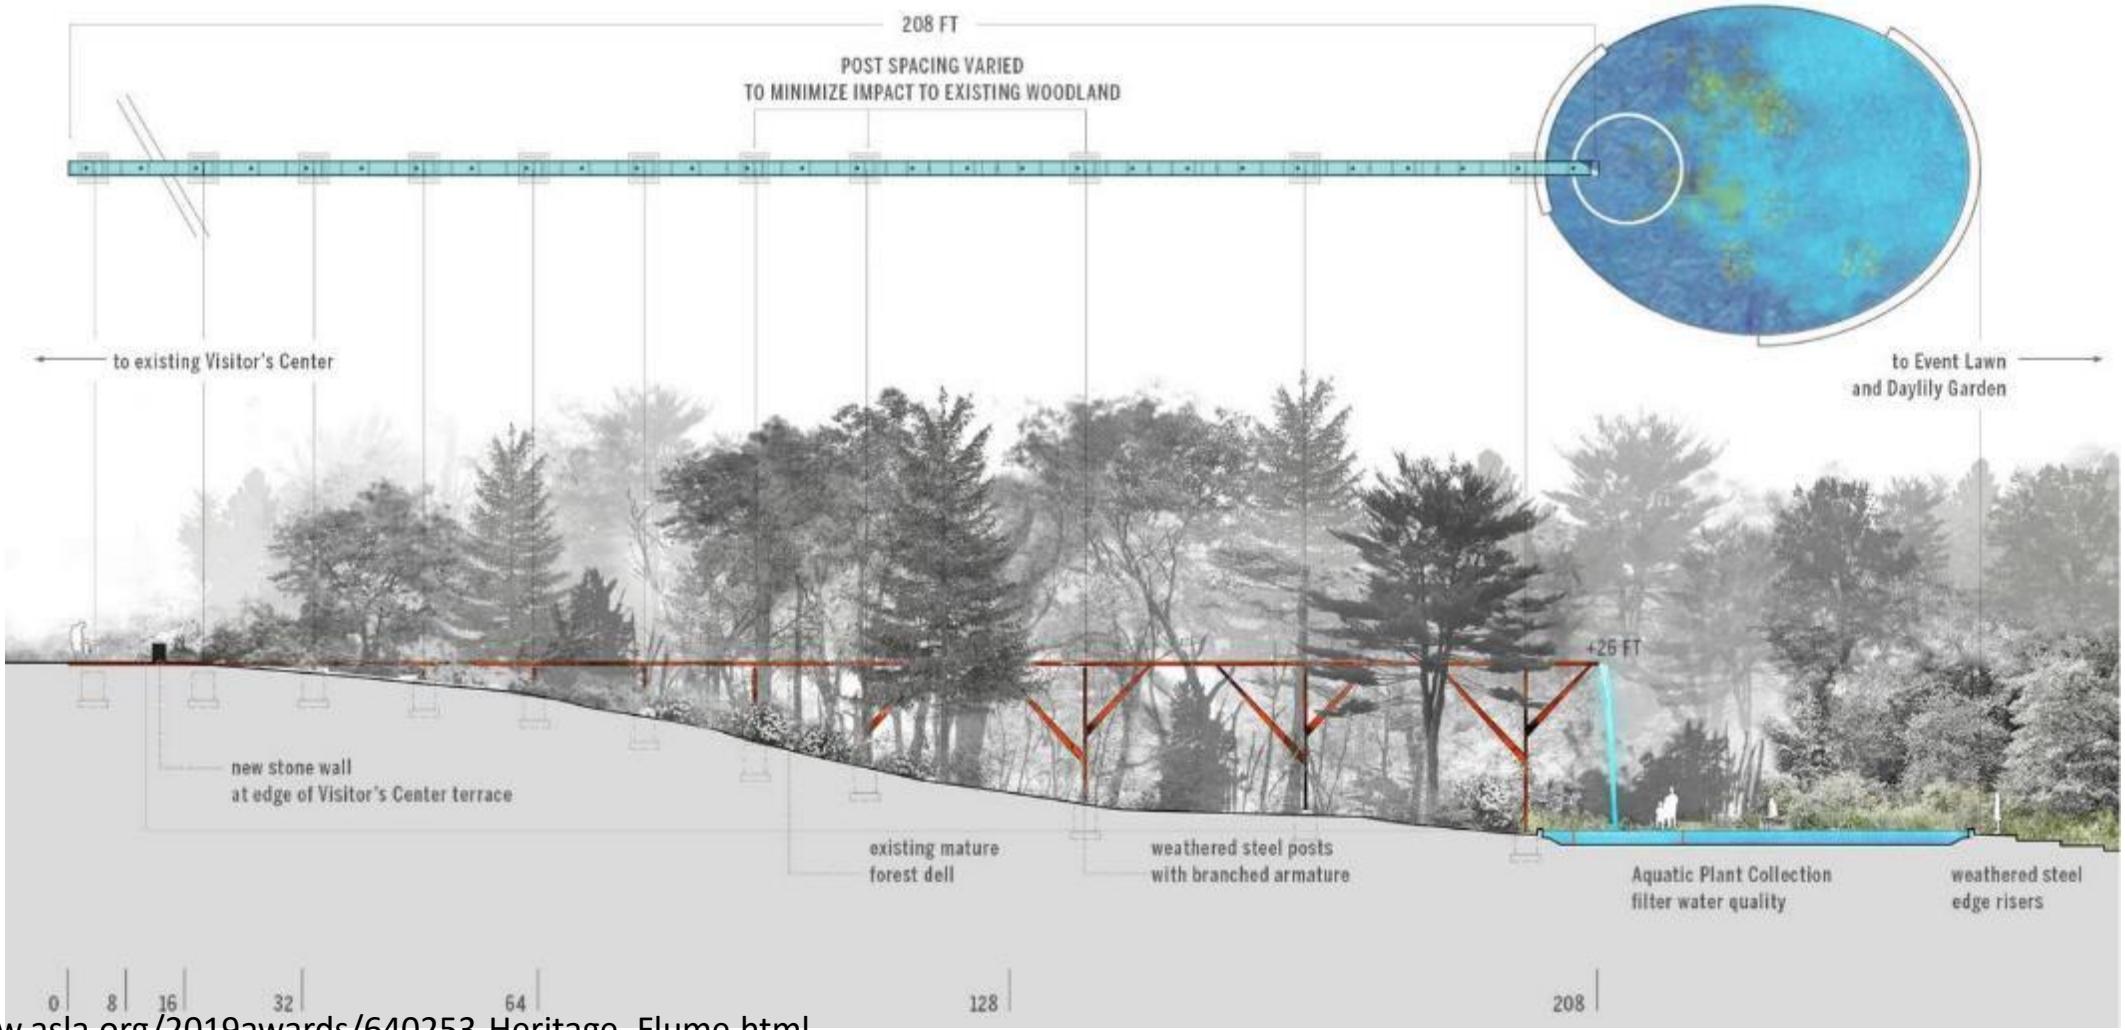 208 FT
POST SPACING VARIED
TO MINIMIZE IMPACT TO EXISTING WOODLAND
to existing Visitor's Center
to Event Lawn
and Daylily Garden
+26 FT
new stone wall
at edge of Visitor's Center terrace
existing mature
forest dell
weathered steel posts
with branched armature
Aquatic Plant Collection
filter water quality
weathered steel
edge risers
0 8 16 32 64 128 208
w.asla.org/2019awards/640253-Heritage_Flume.html